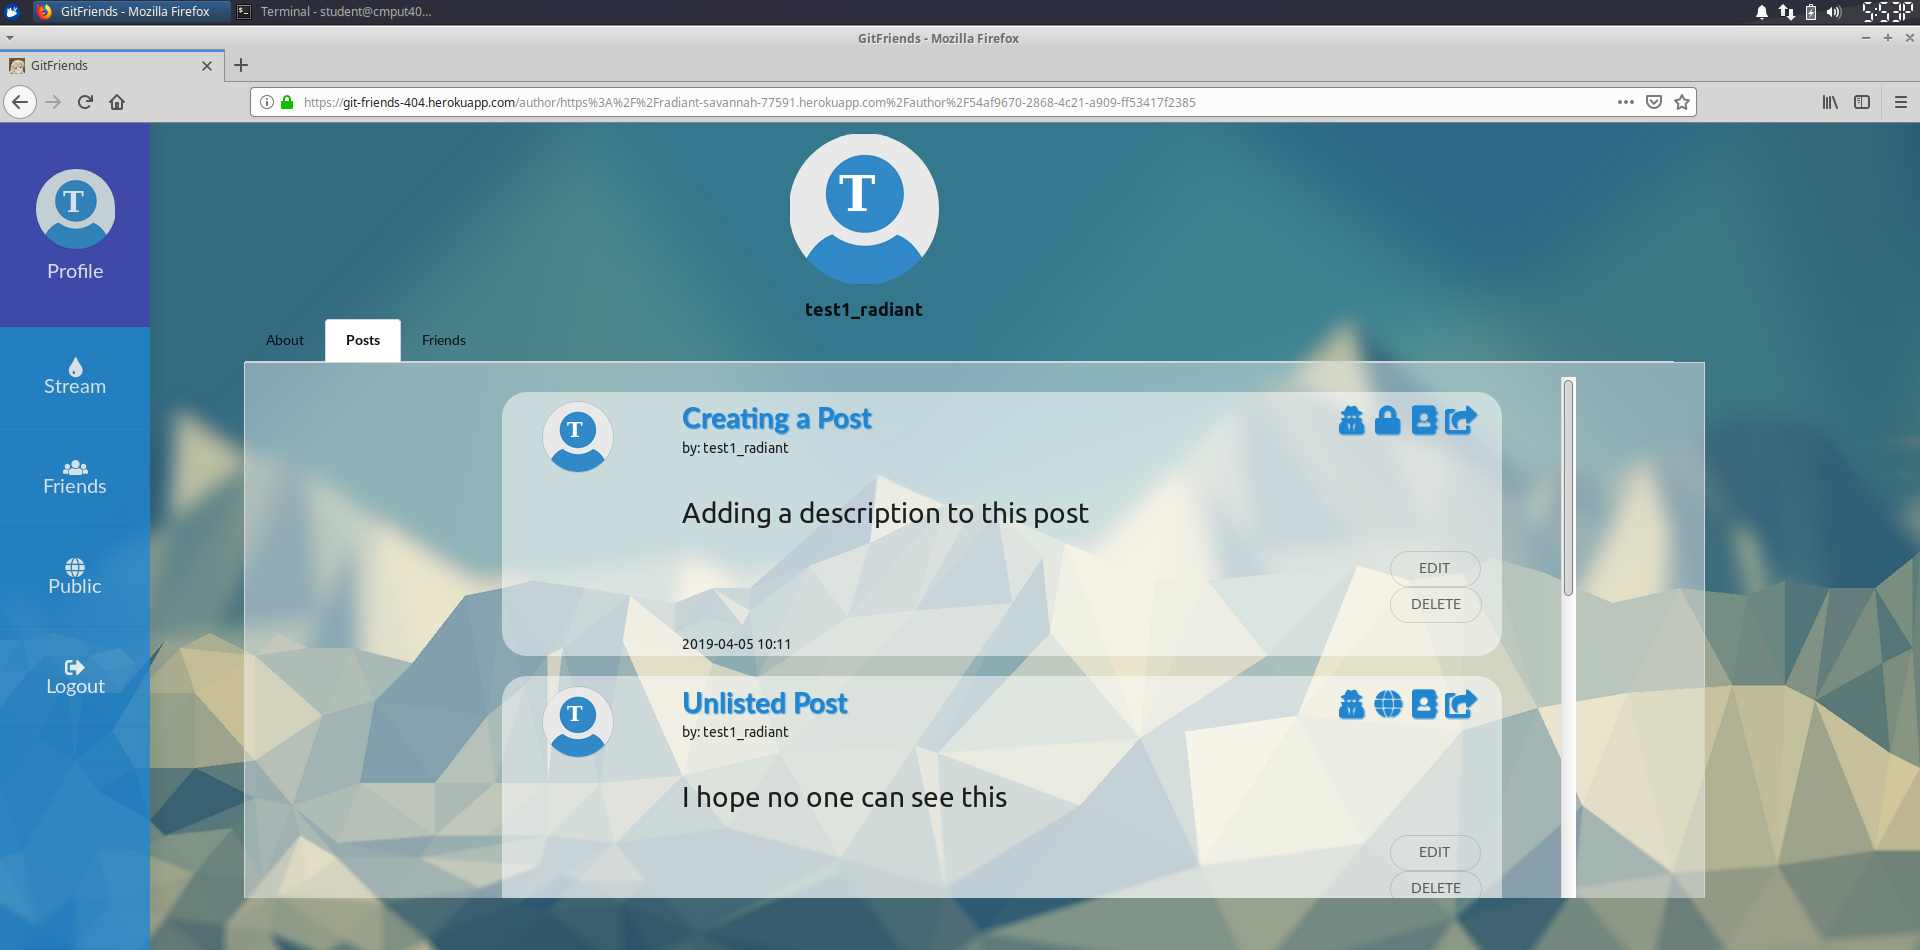 GitFriends - Mozilla Firefox
Terminal - student@cmput40...
5:53P
GitFriends - Mozilla Firefox
GitFriends
https://git-friends-404.herokuapp.com/author/https%3A%2F%2Fradiant-savannah-77591.herokuapp.com%2Fauthor%2F54af9670-2868-4c21-a909-ff53417f2385
T
Profile
Stream
Friends
Public
Logout
T
test1_radiant
About
Posts
Friends
T
Creating a Post
by: test1_radiant
Adding a description to this post
EDIT
DELETE
2019-04-05 10:11
T
Unlisted Post
by: test1_radiant
I hope no one can see this
EDIT
DELETE